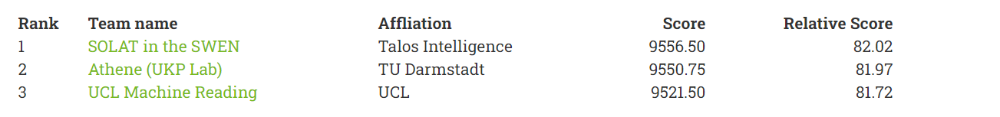 Rank Team name Affliation Score Relative Score
1 SOLAT in the SWEN Talos Intelligence 9556.50 82.02
2 Athene (UKP Lab) TU Darmstadt 9550.75 81.97
3 UCL Machine Reading UCL 9521.50 81.72